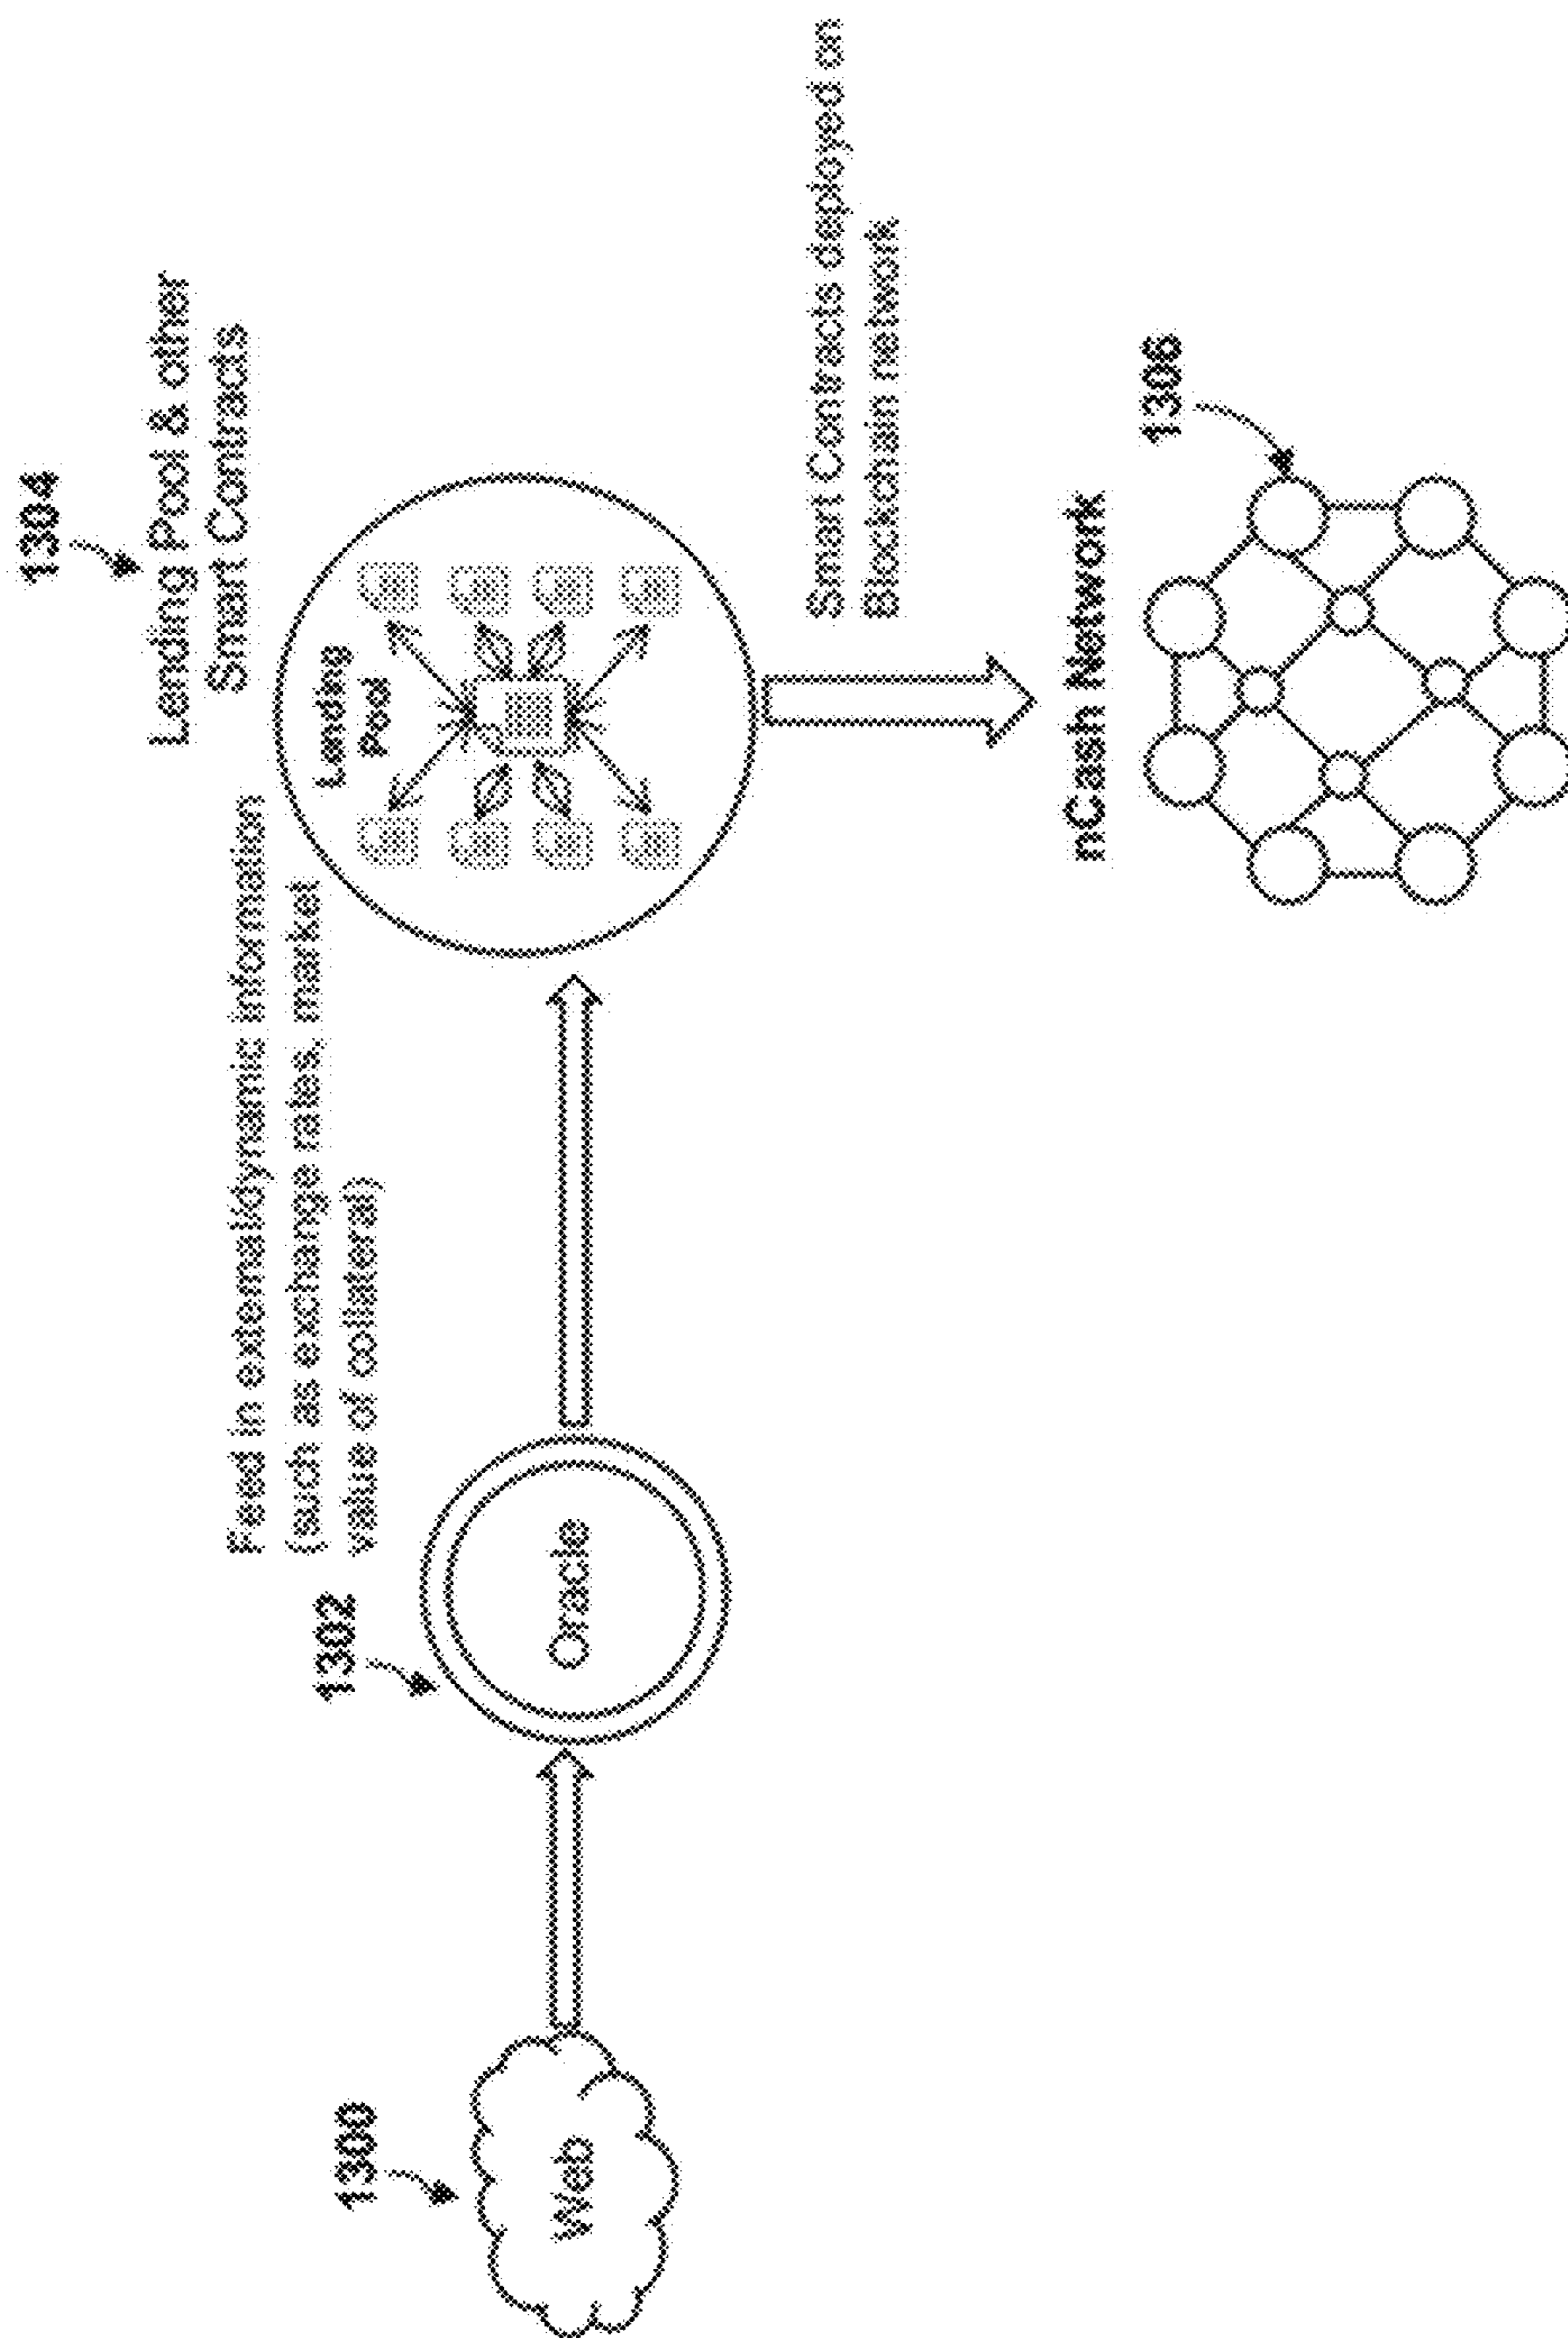 1300
Web
1302
Oracle
Feed in external/dynamic information
(such as exchange rates, market
value of collateral)
1304
Lending Pool & other
Smart Contracts
Lending
Pool
Smart Contracts deployed on
Blockchain network
nCash Network
1306